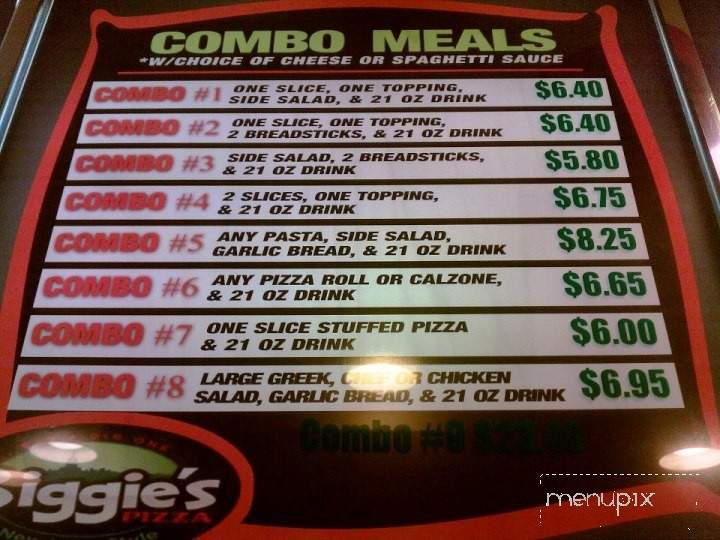 COMBO MEALS
*W/CHOICE OF CHEESE OR SPAGHETTI SAUCE
COMBO #1 ONE SLICE, ONE TOPPING, $6.40
SIDE SALAD, & 21 OZ DRINK
COMBO #2 ONE SLICE, ONE TOPPING, $6.40
2 BREADSTICKS, & 21 OZ DRINK
COMBO #3 SIDE SALAD, 2 BREADSTICKS, $5.80
& 21 OZ DRINK
COMBO #4 2 SLICES, ONE TOPPING, $6.75
& 21 OZ DRINK
COMBO #5 ANY PASTA, SIDE SALAD, $8.25
GARLIC BREAD, & 21 OZ DRINK
COMBO #6 ANY PIZZA ROLL OR CALZONE, $6.65
& 21 OZ DRINK
COMBO #7 ONE SLICE STUFFED PIZZA $6.00
& 21 OZ DRINK
COMBO #8 LARGE GREEK, CHEF OR CHICKEN $6.95
SALAD, GARLIC BREAD, & 21 OZ DRINK
Combo #9
iggie's
PIZZA
menupix